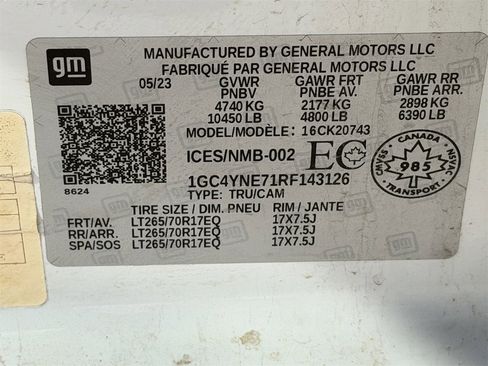 gm
MANUFACTURED BY GENERAL MOTORS LLC
FABRIQUÉ PAR GENERAL MOTORS LLC
05/23 GVWR GAWR FRT GAWR RR
PNBV PNBE AV. PNBE ARR.
4740 KG 2177 KG 2898 KG
10450 LB 4800 LB 6390 LB
MODEL/MODÈLE: 16CK20743
ICES/NMB-002 EC
CANADA
CMVSS NSVAC
985
TRANSPORT
8624
1GC4YNE71RF143126
TYPE: TRU/CAM
TIRE SIZE / DIM. PNEU RIM / JANTE
FRT/AV. LT265/70R17EQ 17X7.5J
RR/ARR. LT265/70R17EQ 17X7.5J
SPA/SOS LT265/70R17EQ 17X7.5J